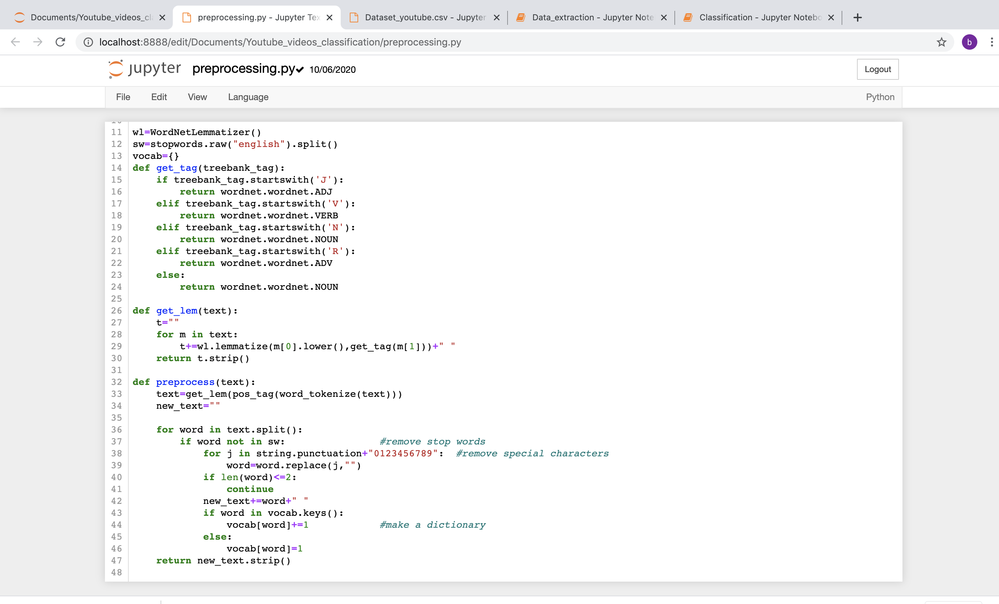 Documents/Youtube_videos_cl
preprocessing.py - Jupyter Tex
Dataset_youtube.csv - Jupyter
Data_extraction - Jupyter Note
Classification - Jupyter Notebo
localhost:8888/edit/Documents/Youtube_videos_classification/preprocessing.py
b
jupyter preprocessing.py✔ 10/06/2020
Logout
File Edit View Language Python
11 wl=WordNetLemmatizer()
12 sw=stopwords.raw("english").split()
13 vocab={}
14 def get_tag(treebank_tag):
15     if treebank_tag.startswith('J'):
16         return wordnet.wordnet.ADJ
17     elif treebank_tag.startswith('V'):
18         return wordnet.wordnet.VERB
19     elif treebank_tag.startswith('N'):
20         return wordnet.wordnet.NOUN
21     elif treebank_tag.startswith('R'):
22         return wordnet.wordnet.ADV
23     else:
24         return wordnet.wordnet.NOUN
25
26 def get_lem(text):
27     t=""
28     for m in text:
29         t+=wl.lemmatize(m[0].lower(),get_tag(m[1]))+" "
30     return t.strip()
31
32 def preprocess(text):
33     text=get_lem(pos_tag(word_tokenize(text)))
34     new_text=""
35
36     for word in text.split():
37         if word not in sw:                #remove stop words
38             for j in string.punctuation+"0123456789":  #remove special characters
39                 word=word.replace(j,"")
40             if len(word)<=2:
41                 continue
42             new_text+=word+" "
43             if word in vocab.keys():
44                 vocab[word]+=1            #make a dictionary
45             else:
46                 vocab[word]=1
47     return new_text.strip()
48